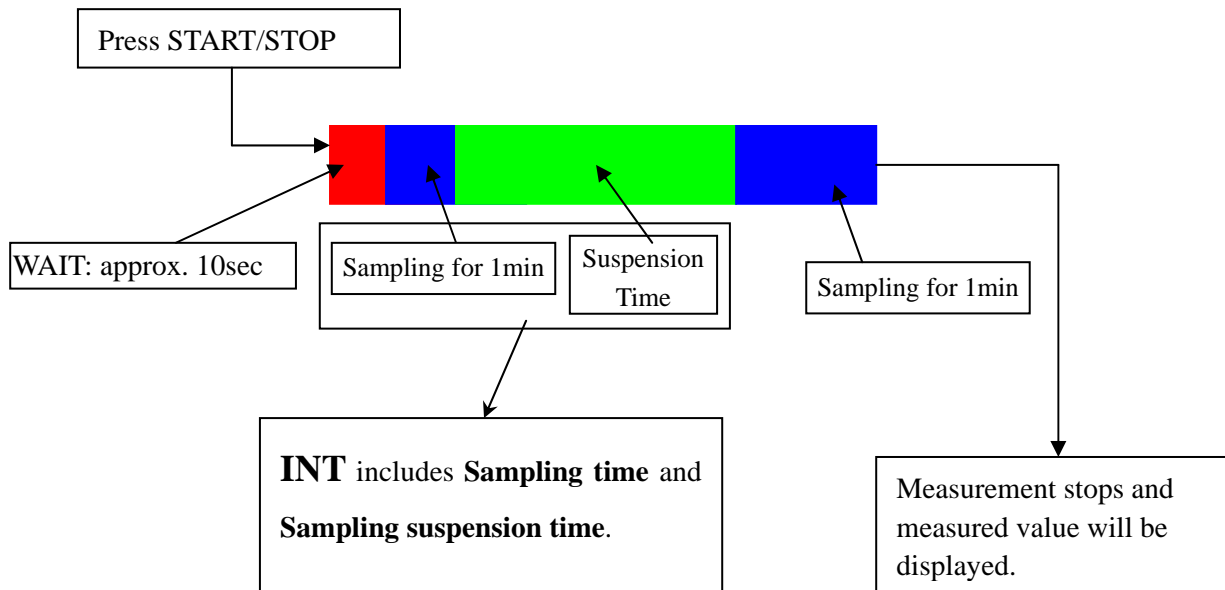 Press START/STOP
WAIT: approx. 10sec
Sampling for 1min
Suspension
Time
Sampling for 1min
INT includes Sampling time and
Sampling suspension time.
Measurement stops and
measured value will be
displayed.